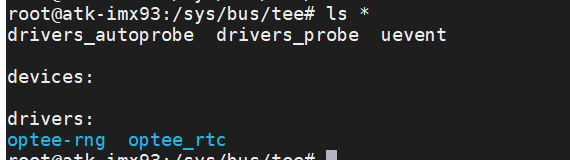 root@atk-imx93:/sys/bus/tee# ls *
drivers_autoprobe  drivers_probe  uevent
devices:
drivers:
optee-rng  optee_rtc
root@atk-imx93:/sys/bus/tee#